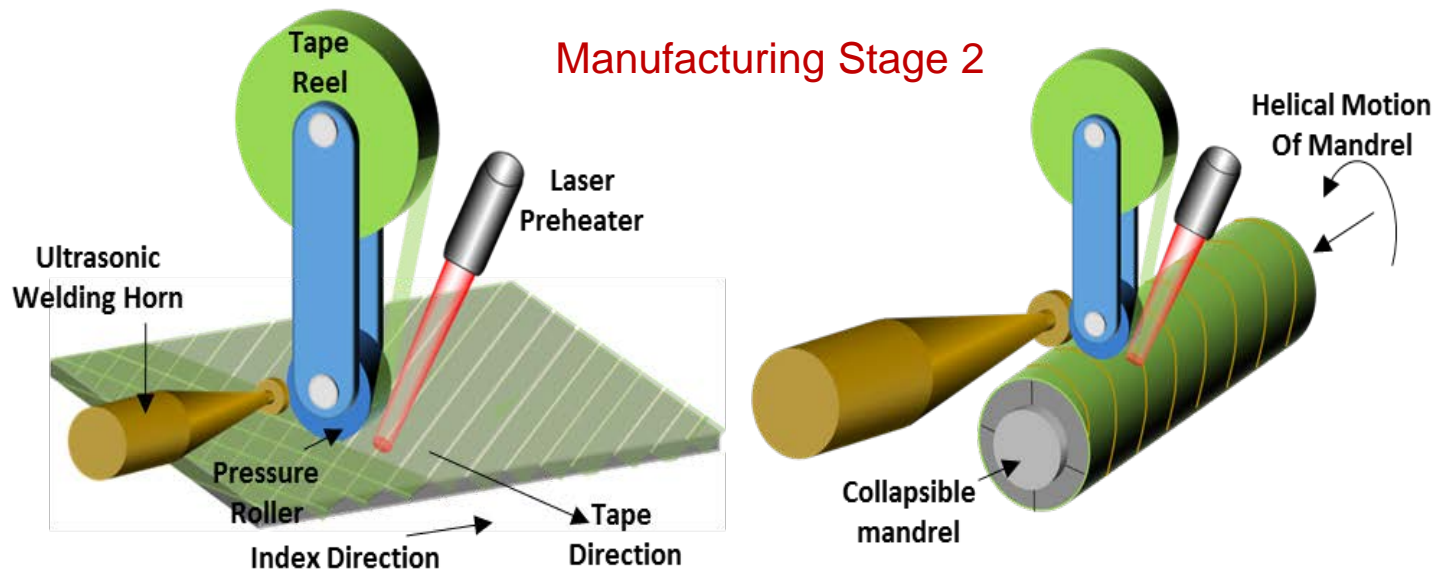 Manufacturing Stage 2
Tape
Reel
Laser
Preheater
Ultrasonic
Welding Horn
Pressure
Roller
Index Direction
Tape
Direction
Helical Motion
Of Mandrel
Collapsible
mandrel